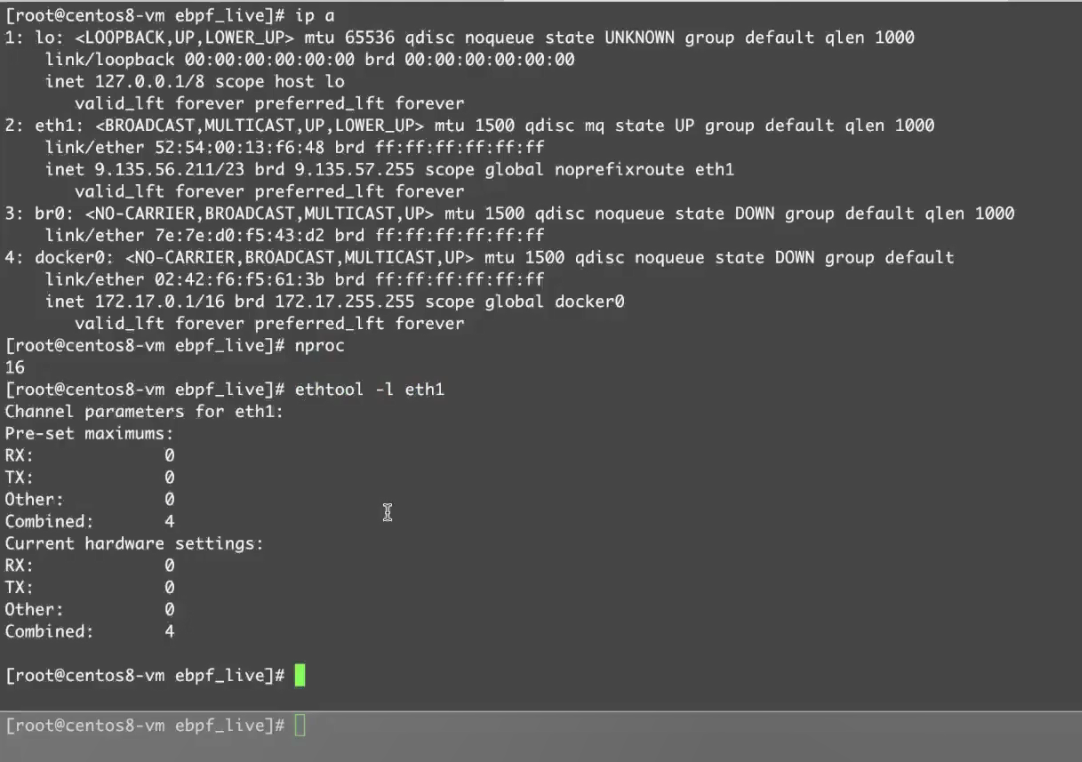 [root@centos8-vm ebpf_live]# ip a
1: lo: <LOOPBACK,UP,LOWER_UP> mtu 65536 qdisc noqueue state UNKNOWN group default qlen 1000
    link/loopback 00:00:00:00:00:00 brd 00:00:00:00:00:00
    inet 127.0.0.1/8 scope host lo
       valid_lft forever preferred_lft forever
2: eth1: <BROADCAST,MULTICAST,UP,LOWER_UP> mtu 1500 qdisc mq state UP group default qlen 1000
    link/ether 52:54:00:13:f6:48 brd ff:ff:ff:ff:ff:ff
    inet 9.135.56.211/23 brd 9.135.57.255 scope global noprefixroute eth1
       valid_lft forever preferred_lft forever
3: br0: <NO-CARRIER,BROADCAST,MULTICAST,UP> mtu 1500 qdisc noqueue state DOWN group default qlen 1000
    link/ether 7e:7e:d0:f5:43:d2 brd ff:ff:ff:ff:ff:ff
4: docker0: <NO-CARRIER,BROADCAST,MULTICAST,UP> mtu 1500 qdisc noqueue state DOWN group default
    link/ether 02:42:f6:f5:61:3b brd ff:ff:ff:ff:ff:ff
    inet 172.17.0.1/16 brd 172.17.255.255 scope global docker0
       valid_lft forever preferred_lft forever
[root@centos8-vm ebpf_live]# nproc
16
[root@centos8-vm ebpf_live]# ethtool -l eth1
Channel parameters for eth1:
Pre-set maximums:
RX:             0
TX:             0
Other:          0
Combined:       4
Current hardware settings:
RX:             0
TX:             0
Other:          0
Combined:       4
[root@centos8-vm ebpf_live]#
[root@centos8-vm ebpf_live]#